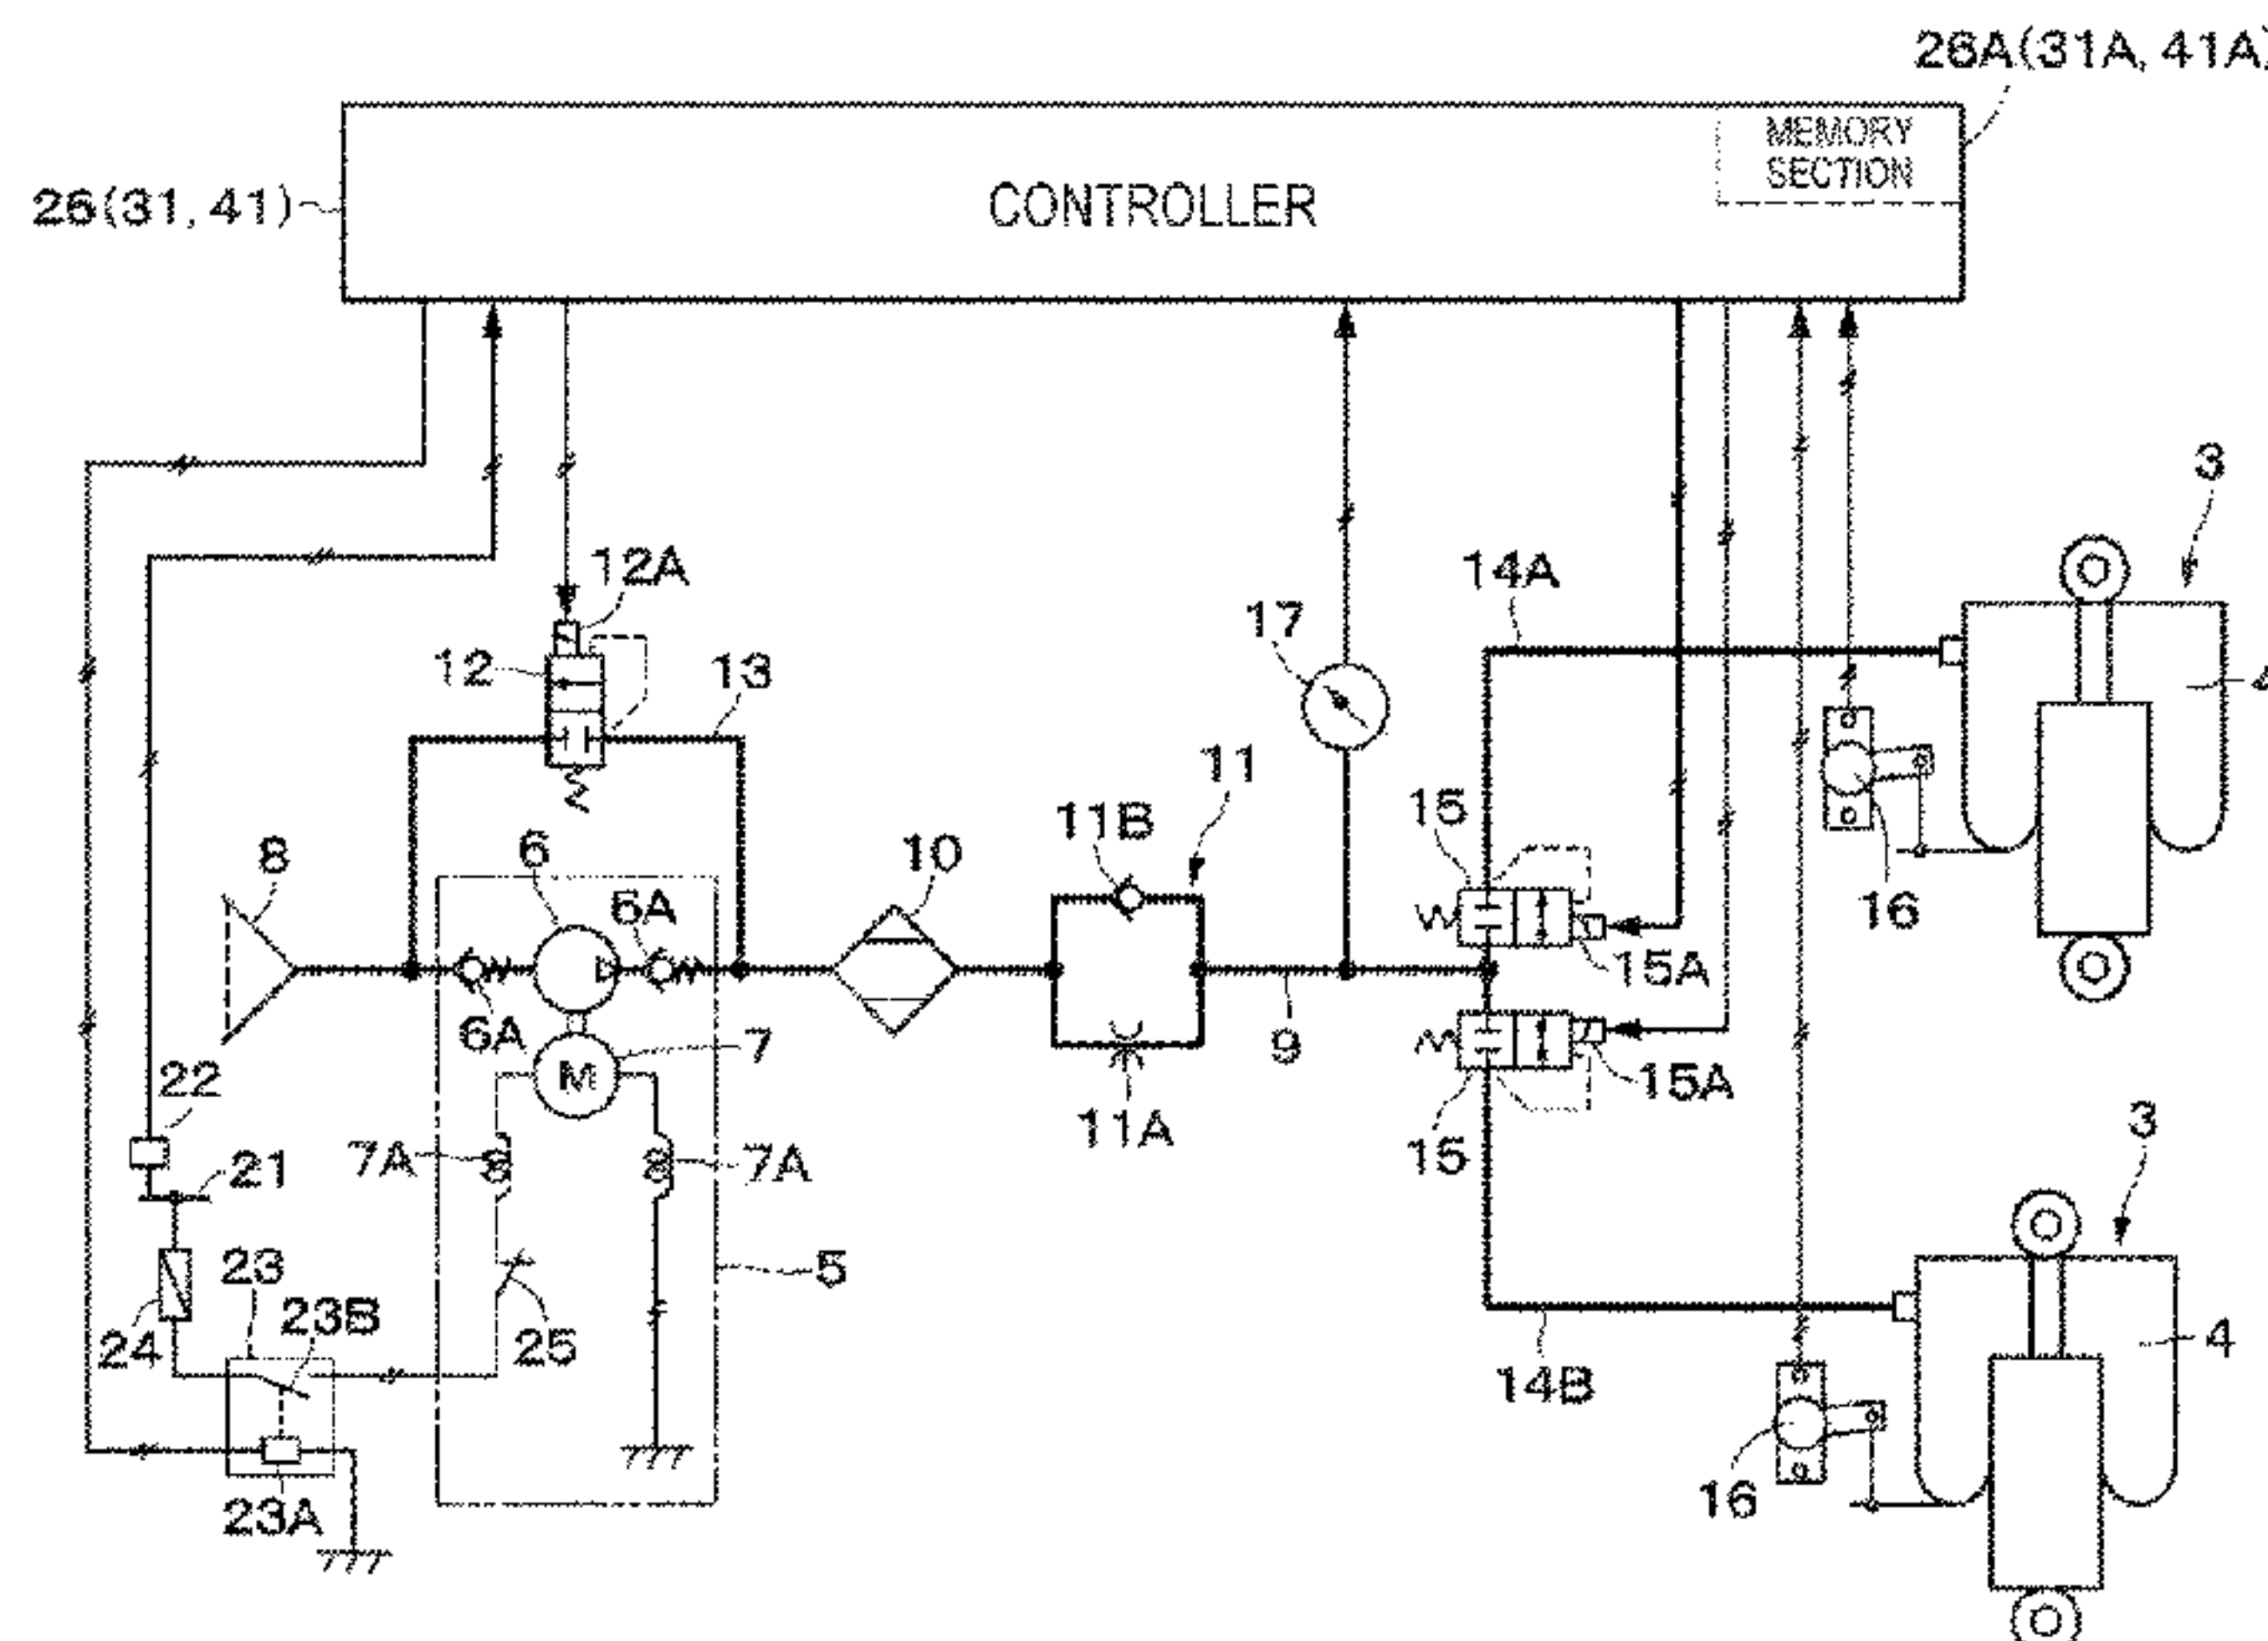 26A(31A, 41A)
MEMORY
SECTION
CONTROLLER
26(31, 41)
3
12A
14A
17
12
13
4
11
15
11B
8
6
10
6A
16
15A
6A
7
9
22
15A
11A
15
3
7A
7A
21
5
23
23B
4
24
25
14B
16
23A
M